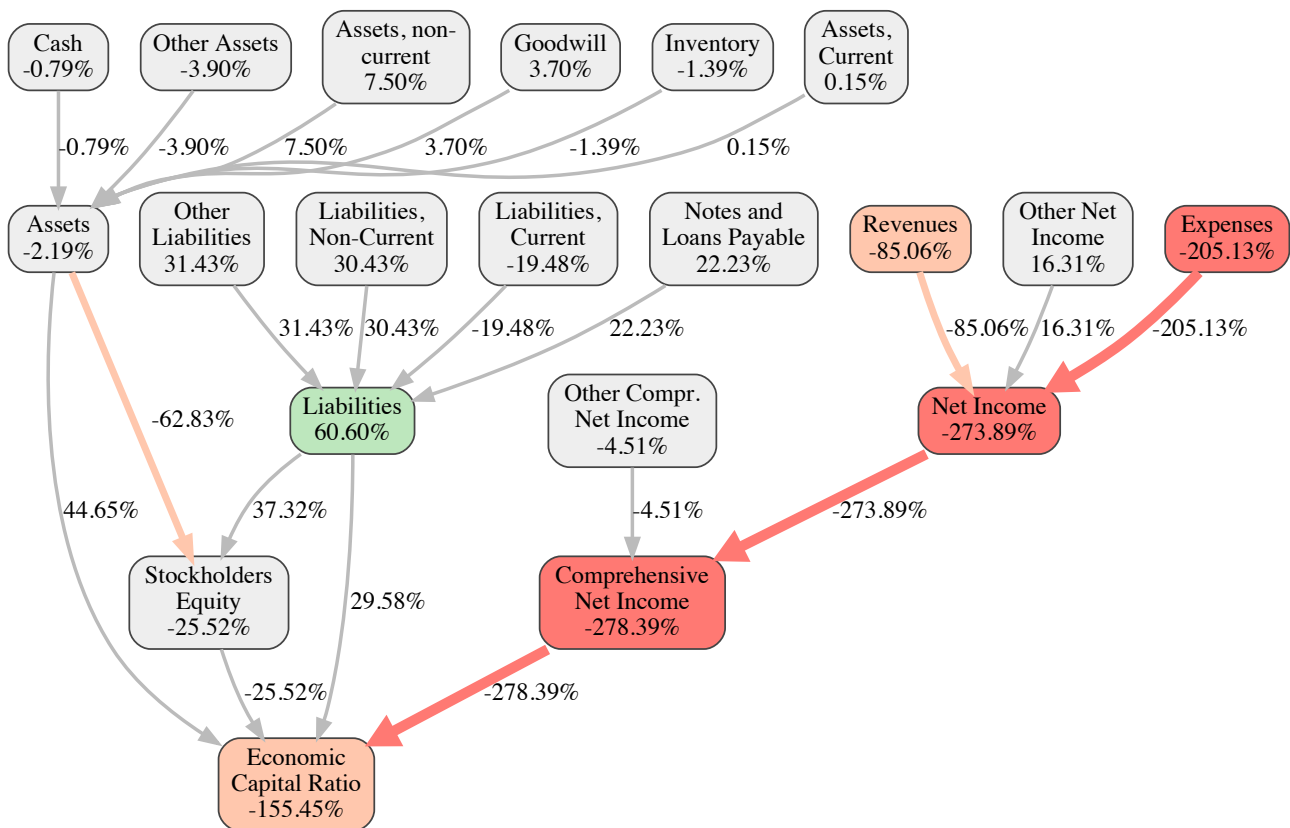 Cash
-0.79%
Other Assets
-3.90%
Assets, non-
current
7.50%
Goodwill
3.70%
Inventory
-1.39%
Assets,
Current
0.15%
-0.79%
-3.90%
7.50%
3.70%
-1.39%
0.15%
Assets
-2.19%
Other
Liabilities
31.43%
Liabilities,
Non-Current
30.43%
Liabilities,
Current
-19.48%
Notes and
Loans Payable
22.23%
Revenues
-85.06%
Other Net
Income
16.31%
Expenses
-205.13%
31.43%
30.43%
-19.48%
22.23%
-85.06%
16.31%
-205.13%
-62.83%
Liabilities
60.60%
Other Compr.
Net Income
-4.51%
Net Income
-273.89%
44.65%
37.32%
-4.51%
-273.89%
Stockholders
Equity
-25.52%
29.58%
Comprehensive
Net Income
-278.39%
-25.52%
-278.39%
Economic
Capital Ratio
-155.45%